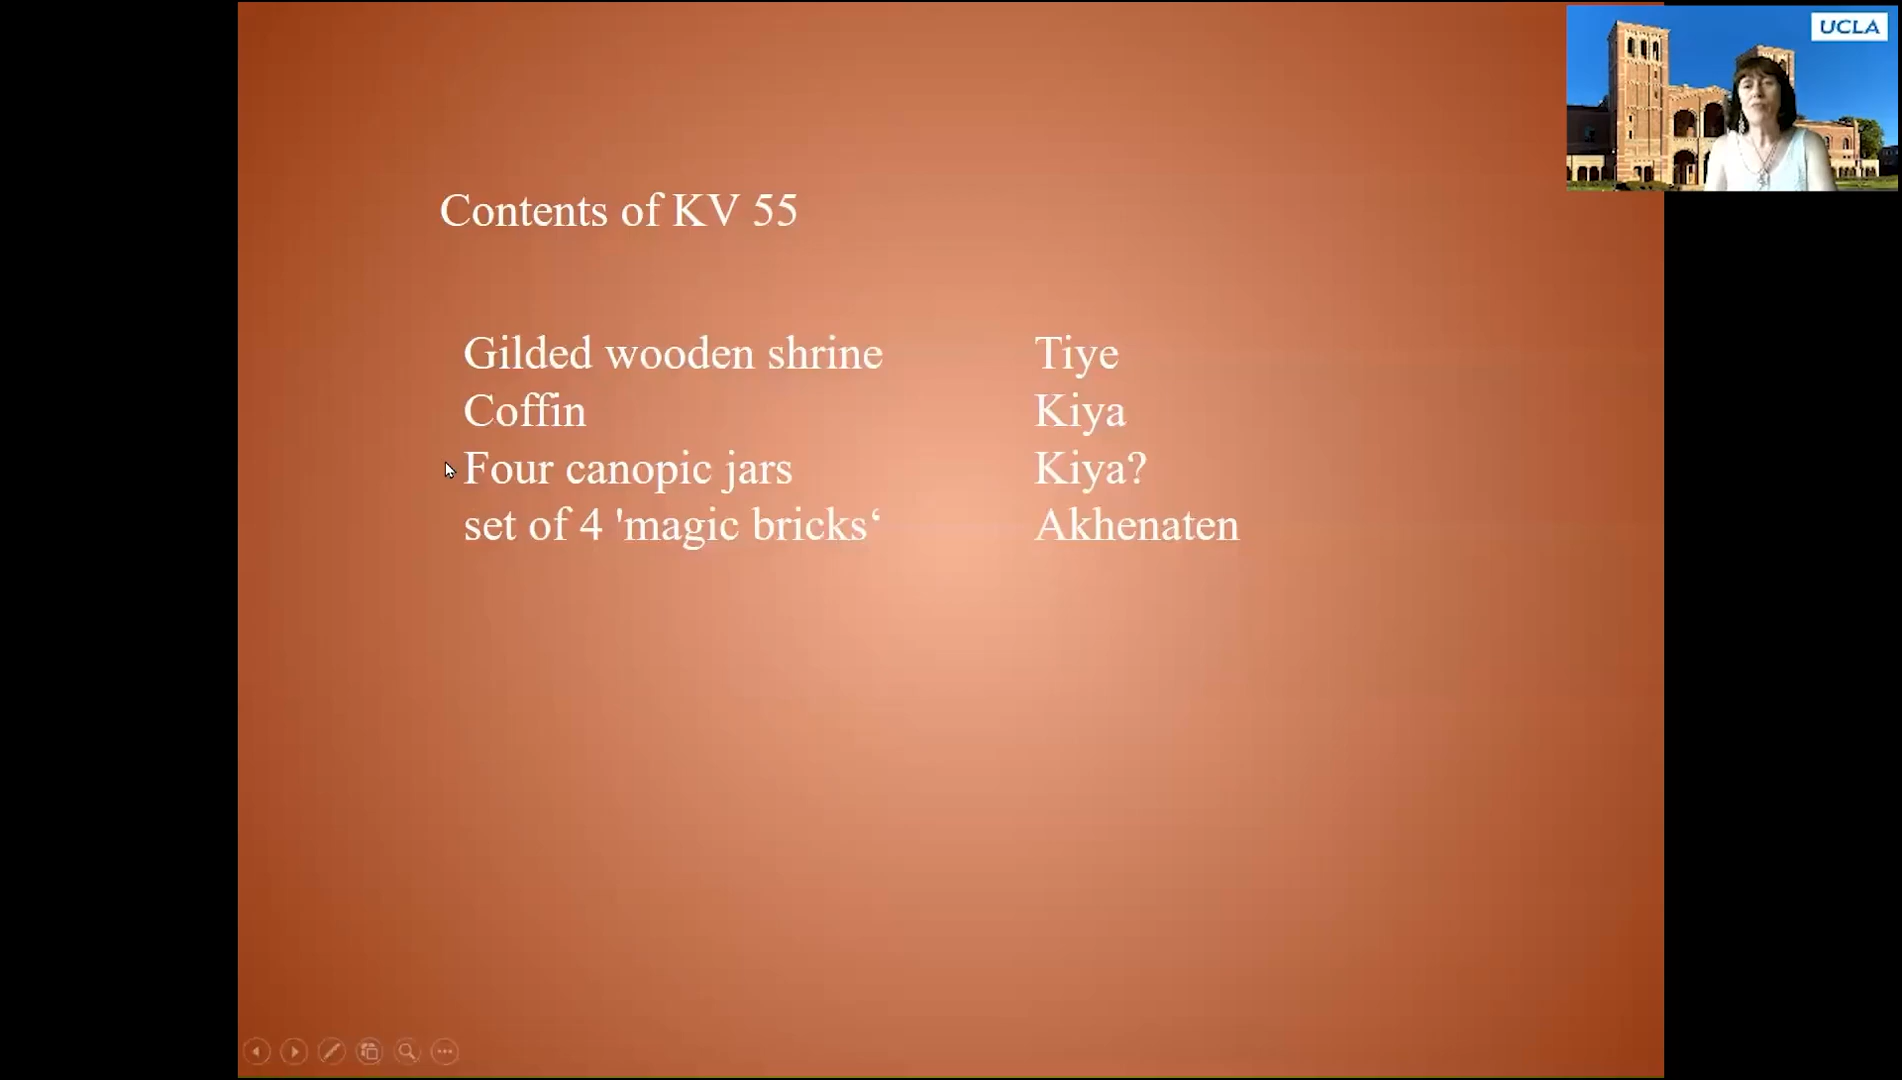 UCLA
Contents of KV 55
Gilded wooden shrine Tiye
Coffin Kiya
Four canopic jars Kiya?
set of 4 'magic bricks‘ Akhenaten